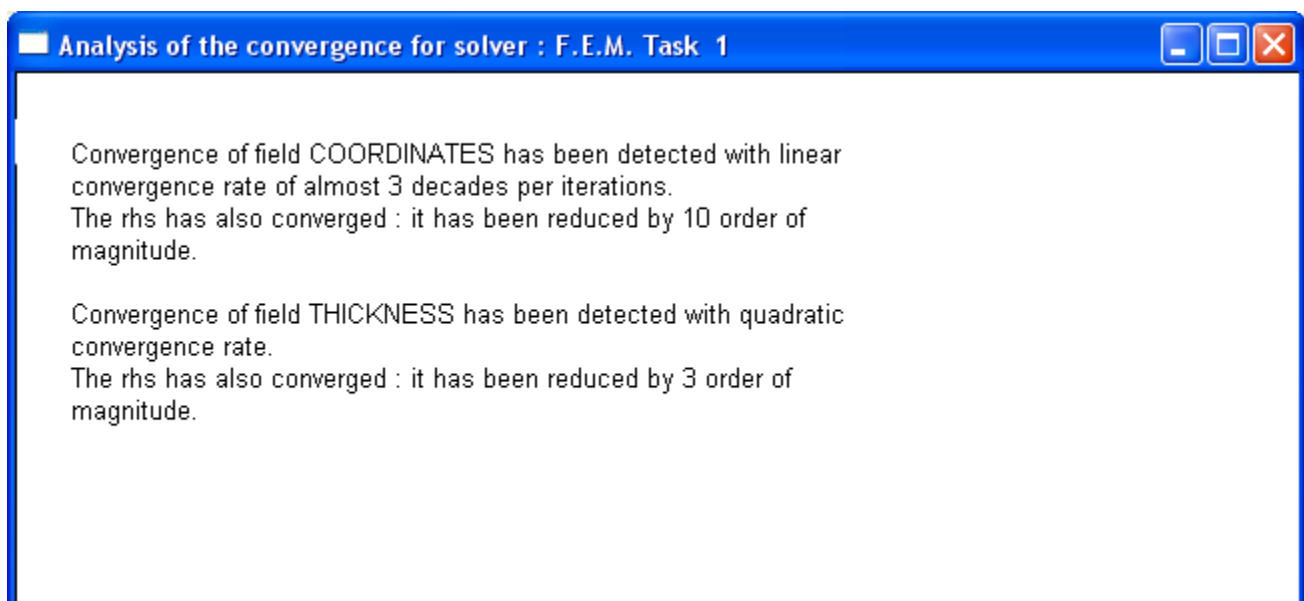 Analysis of the convergence for solver : F.E.M. Task 1
Convergence of field COORDINATES has been detected with linear
convergence rate of almost 3 decades per iterations.
The rhs has also converged : it has been reduced by 10 order of
magnitude.
Convergence of field THICKNESS has been detected with quadratic
convergence rate.
The rhs has also converged : it has been reduced by 3 order of
magnitude.